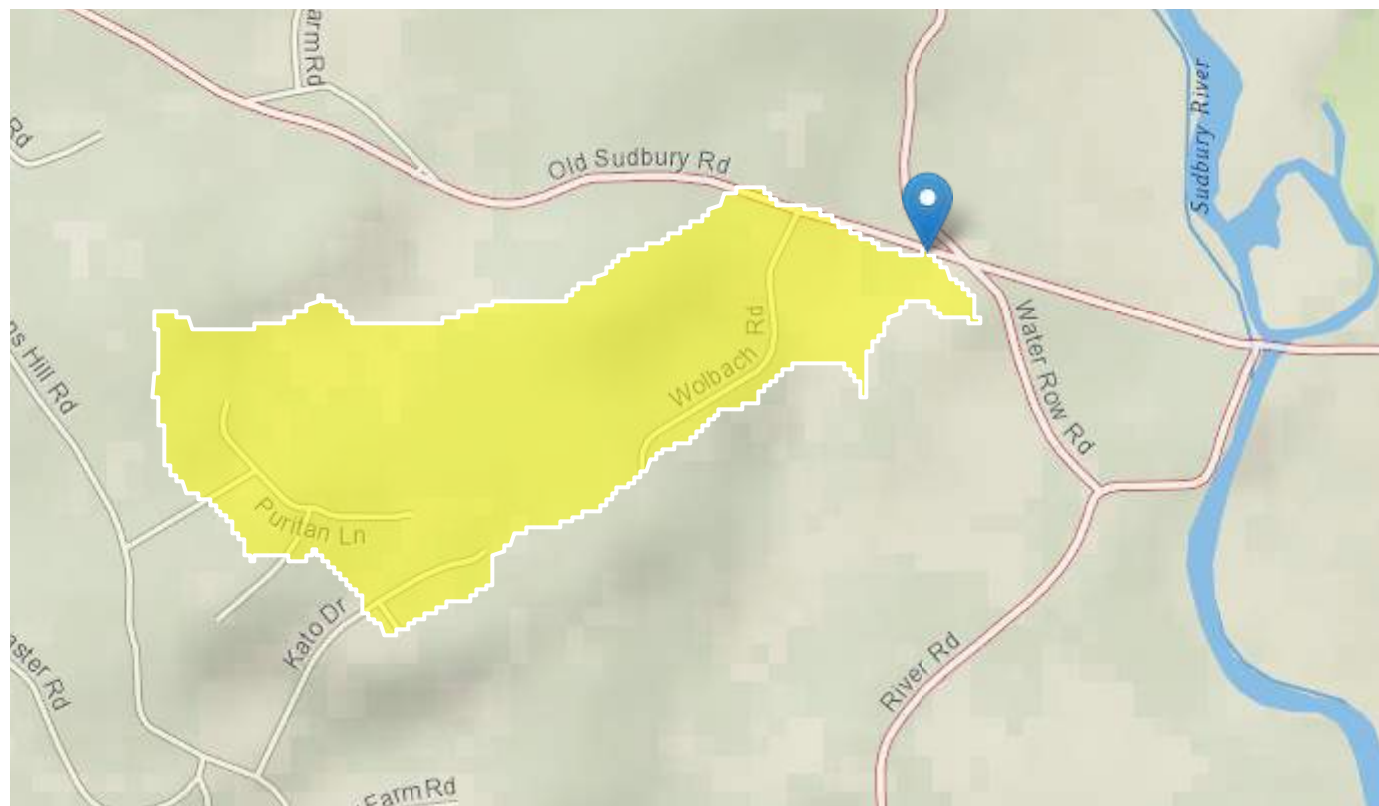 arm Rd
Rd
Old Sudbury Rd
Sudbury River
ns Hill Rd
Wolbach Rd
Water Row Rd
Puritan Ln
Kato Dr
aster Rd
River Rd
Farm Rd